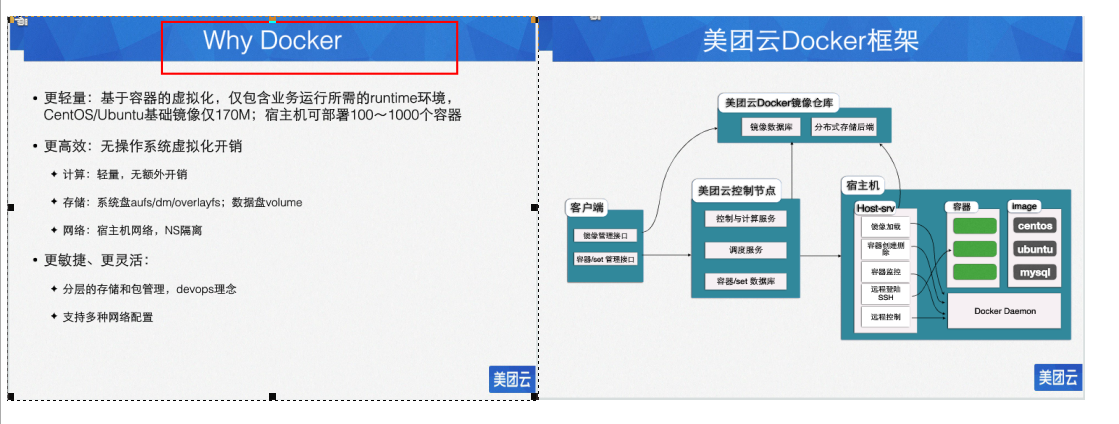 Why Docker
• 更轻量：基于容器的虚拟化，仅包含业务运行所需的runtime环境，
CentOS/Ubuntu基础镜像仅170M；宿主机可部署100～1000个容器
• 更高效：无操作系统虚拟化开销
✦ 计算：轻量，无额外开销
✦ 存储：系统盘aufs/dm/overlayfs；数据盘volume
✦ 网络：宿主机网络，NS隔离
• 更敏捷、更灵活：
✦ 分层的存储和包管理，devops理念
✦ 支持多种网络配置
美团云
美团云Docker框架
美团云Docker镜像仓库
镜像数据库
分布式存储后端
客户端
镜像管理接口
容器/set 管理接口
美团云控制节点
控制与计算服务
调度服务
容器/set 数据库
宿主机
Host-srv
镜像加载
容器创建删
除
容器监控
远程登陆
SSH
远程控制
容器
image
centos
ubuntu
mysql
Docker Daemon
美团云